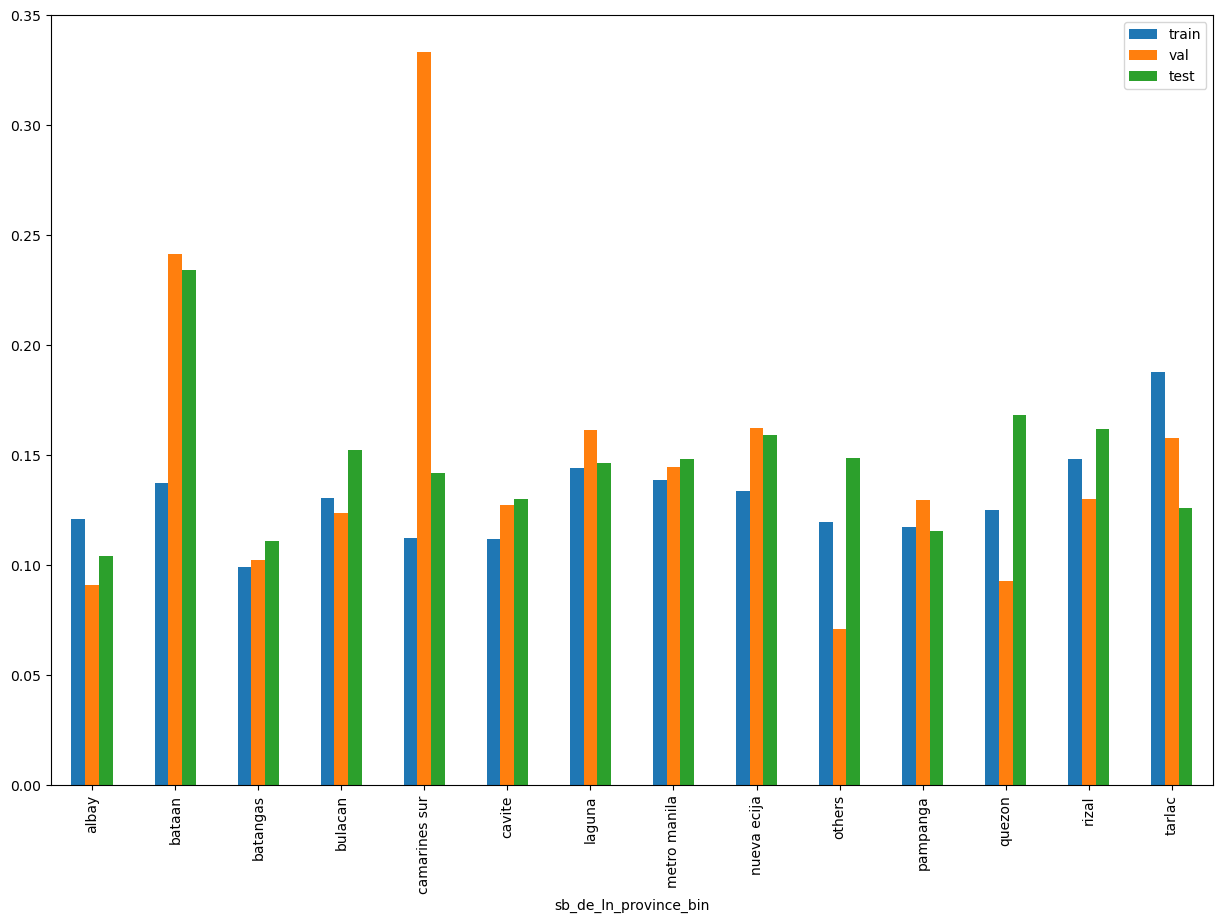 0.35
0.30
0.25
0.20
0.15
0.10
0.05
0.00
train
val
test
albay
bataan
batangas
bulacan
camarines sur
cavite
laguna
metro manila
nueva ecija
others
pampanga
quezon
rizal
tarlac
sb_de_ln_province_bin